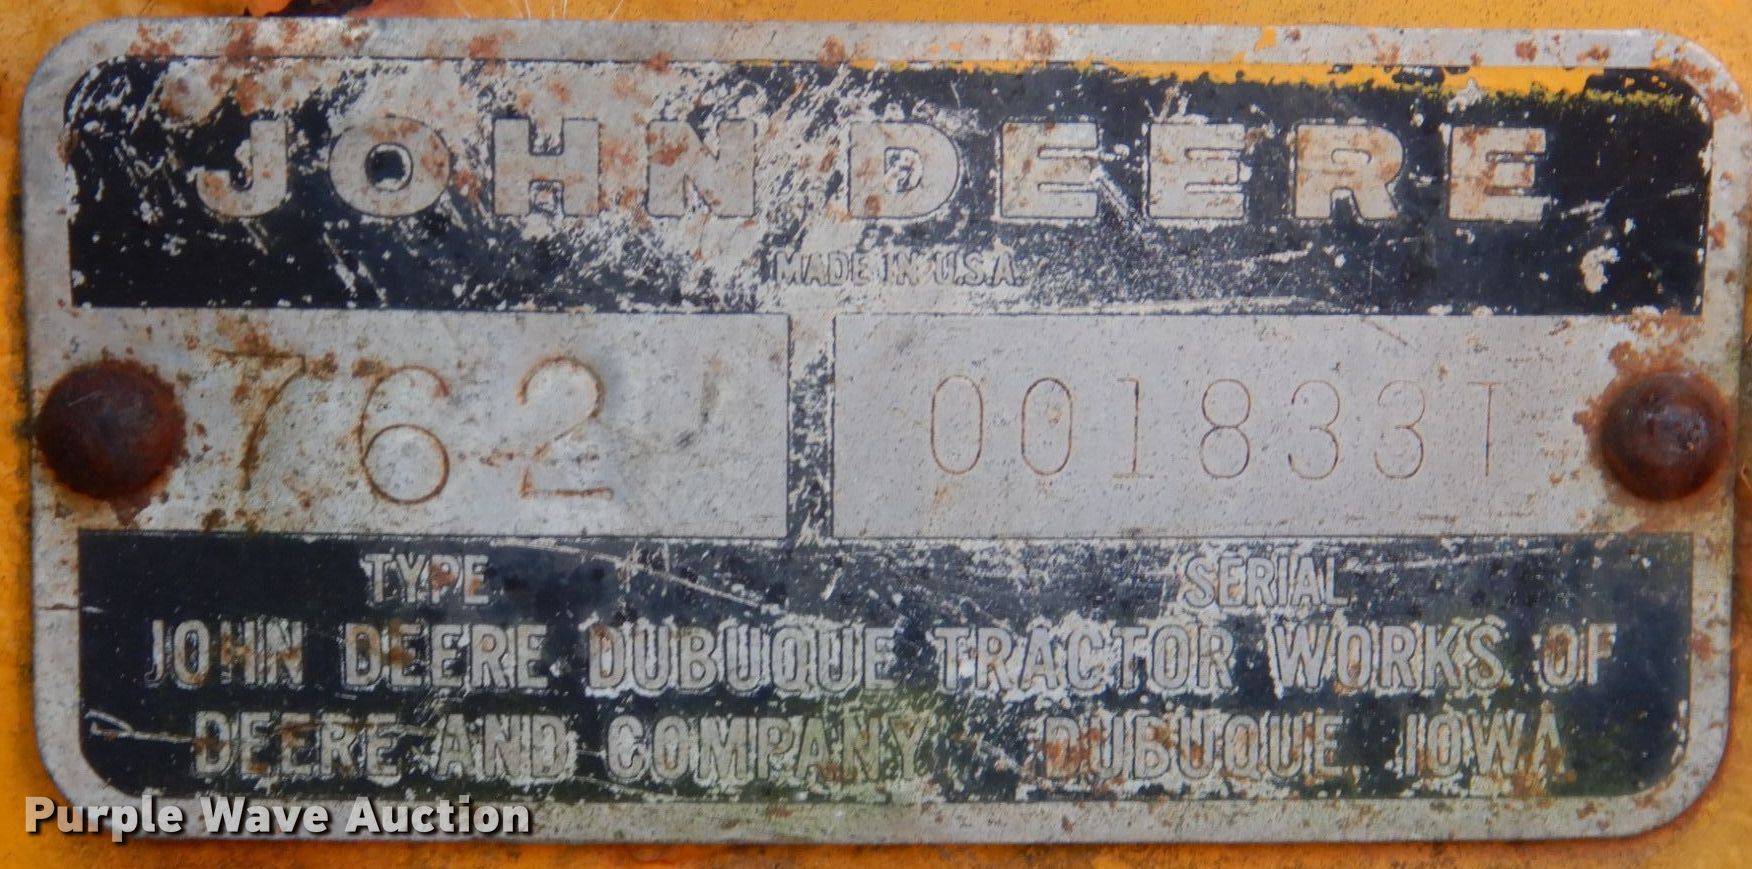 JOHN DEERE
MADE IN U.S.A.
762 001833T
TYPE SERIAL
JOHN DEERE DUBUQUE TRACTOR WORKS OF
DEERE AND COMPANY DUBUQUE IOWA
Purple Wave Auction